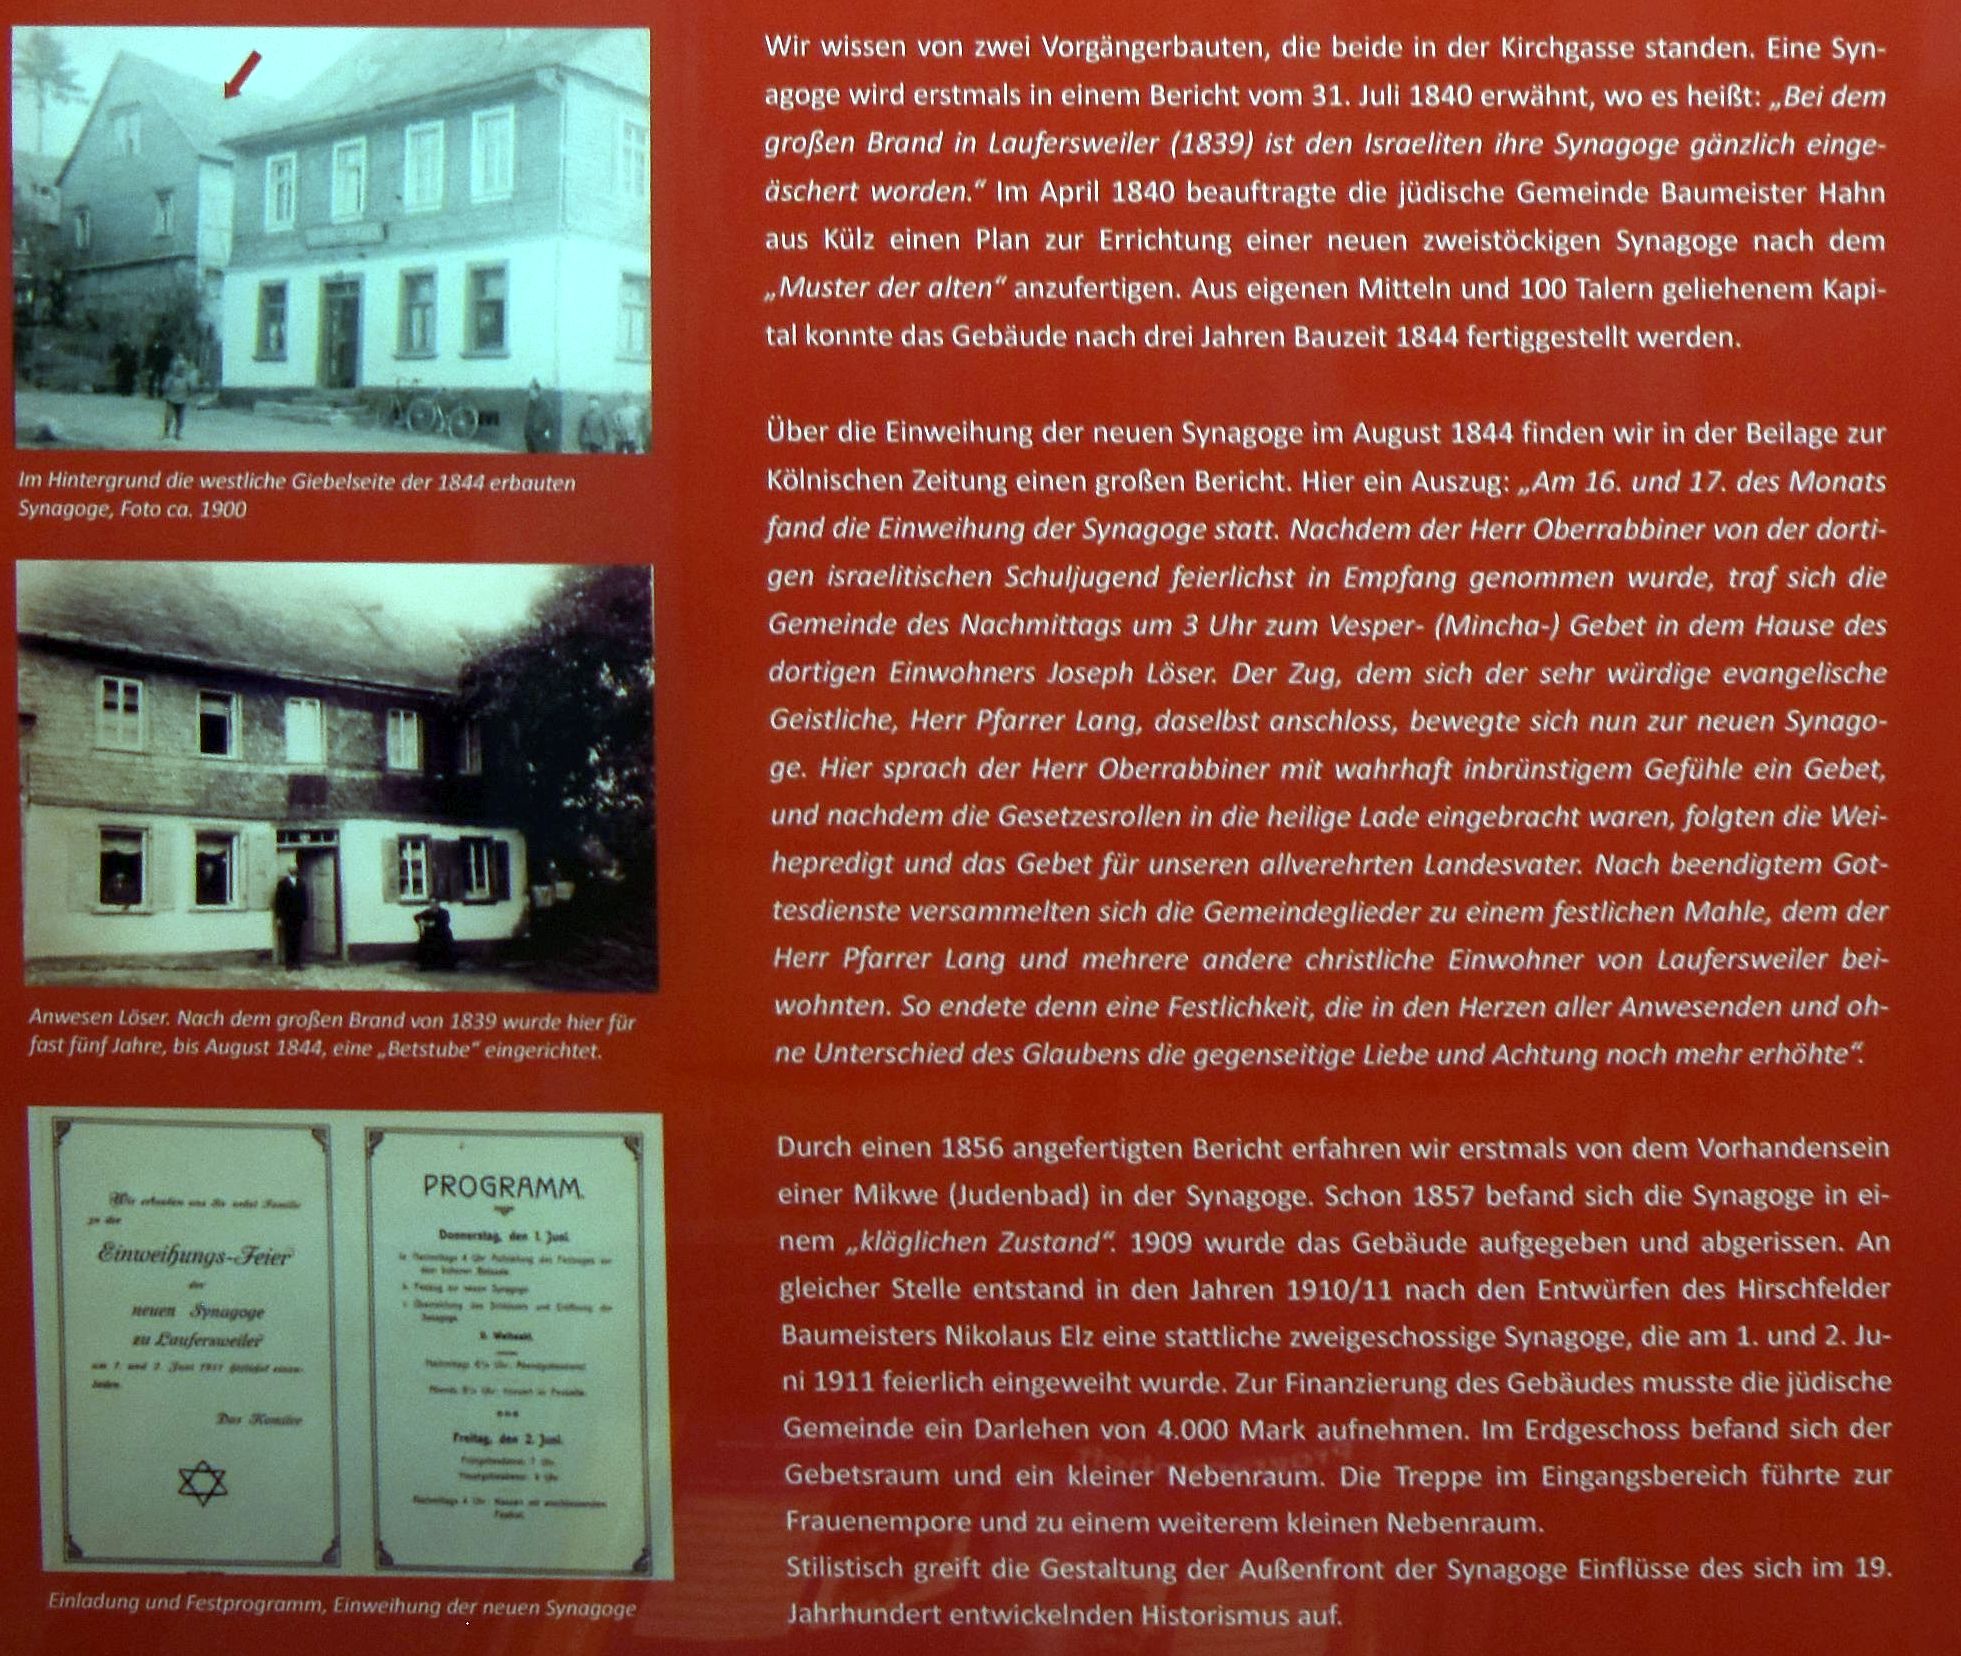 Im Hintergrund die westliche Giebelseite der 1844 erbauten
Synagoge, Foto ca. 1900
Anwesen Löser. Nach dem großen Brand von 1839 wurde hier für
fast fünf Jahre, bis August 1844, eine „Betstube“ eingerichtet.
zu der
Einweihungs-Feier
der
neuen Synagoge
zu Laufersweiler
am 1. und 2. Juni 1911
Das Komitee
PROGRAMM.
Donnerstag, den 1. Juni.
Freitag, den 2. Juni.
Einladung und Festprogramm, Einweihung der neuen Synagoge
Wir wissen von zwei Vorgängerbauten, die beide in der Kirchgasse standen. Eine Syn-
agoge wird erstmals in einem Bericht vom 31. Juli 1840 erwähnt, wo es heißt: „Bei dem
großen Brand in Laufersweiler (1839) ist den Israeliten ihre Synagoge gänzlich einge-
äschert worden.“ Im April 1840 beauftragte die jüdische Gemeinde Baumeister Hahn
aus Külz einen Plan zur Errichtung einer neuen zweistöckigen Synagoge nach dem
„Muster der alten“ anzufertigen. Aus eigenen Mitteln und 100 Talern geliehenem Kapi-
tal konnte das Gebäude nach drei Jahren Bauzeit 1844 fertiggestellt werden.
Über die Einweihung der neuen Synagoge im August 1844 finden wir in der Beilage zur
Kölnischen Zeitung einen großen Bericht. Hier ein Auszug: „Am 16. und 17. des Monats
fand die Einweihung der Synagoge statt. Nachdem der Herr Oberrabbiner von der dorti-
gen israelitischen Schuljugend feierlichst in Empfang genommen wurde, traf sich die
Gemeinde des Nachmittags um 3 Uhr zum Vesper- (Mincha-) Gebet in dem Hause des
dortigen Einwohners Joseph Löser. Der Zug, dem sich der sehr würdige evangelische
Geistliche, Herr Pfarrer Lang, daselbst anschloss, bewegte sich nun zur neuen Synago-
ge. Hier sprach der Herr Oberrabbiner mit wahrhaft inbrünstigem Gefühle ein Gebet,
und nachdem die Gesetzesrollen in die heilige Lade eingebracht waren, folgten die Wei-
hepredigt und das Gebet für unseren allverehrten Landesvater. Nach beendigtem Got-
tesdienste versammelten sich die Gemeindeglieder zu einem festlichen Mahle, dem der
Herr Pfarrer Lang und mehrere andere christliche Einwohner von Laufersweiler bei-
wohnten. So endete denn eine Festlichkeit, die in den Herzen aller Anwesenden und oh-
ne Unterschied des Glaubens die gegenseitige Liebe und Achtung noch mehr erhöhte“.
Durch einen 1856 angefertigten Bericht erfahren wir erstmals von dem Vorhandensein
einer Mikwe (Judenbad) in der Synagoge. Schon 1857 befand sich die Synagoge in ei-
nem „kläglichen Zustand“. 1909 wurde das Gebäude aufgegeben und abgerissen. An
gleicher Stelle entstand in den Jahren 1910/11 nach den Entwürfen des Hirschfelder
Baumeisters Nikolaus Elz eine stattliche zweigeschossige Synagoge, die am 1. und 2. Ju-
ni 1911 feierlich eingeweiht wurde. Zur Finanzierung des Gebäudes musste die jüdische
Gemeinde ein Darlehen von 4.000 Mark aufnehmen. Im Erdgeschoss befand sich der
Gebetsraum und ein kleiner Nebenraum. Die Treppe im Eingangsbereich führte zur
Frauenempore und zu einem weiterem kleinen Nebenraum.
Stilistisch greift die Gestaltung der Außenfront der Synagoge Einflüsse des sich im 19.
Jahrhundert entwickelnden Historismus auf.